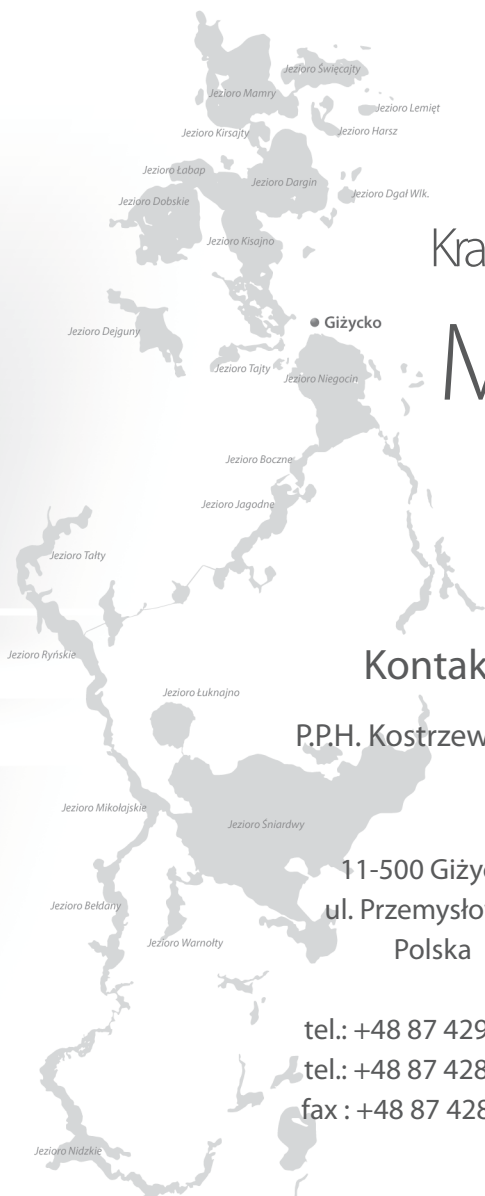 Jezioro Święcajty
Jezioro Mamry
Jezioro Lemięt
Jezioro Kirsajty
Jezioro Harsz
Jezioro Łabap
Jezioro Dargin
Jezioro Dgał Wlk.
Jezioro Dobskie
Jezioro Kisajno
Kra
Giżycko
M
Jezioro Dejguny
Jezioro Tajty
Jezioro Niegocin
Jezioro Boczne
Jezioro Jagodnę
Jezioro Tałty
Jezioro Ryńskie
Kontak
Jezioro Łuknajno
P.P.H. Kostrzew
Jezioro Mikołajskie
Jezioro Śniardwy
11-500 Giży
Jezioro Bełdany
ul. Przemysło
Jezioro Warnołty
Polska
tel.: +48 87 429
tel.: +48 87 428
fax : +48 87 428
Jezioro Nidzkie